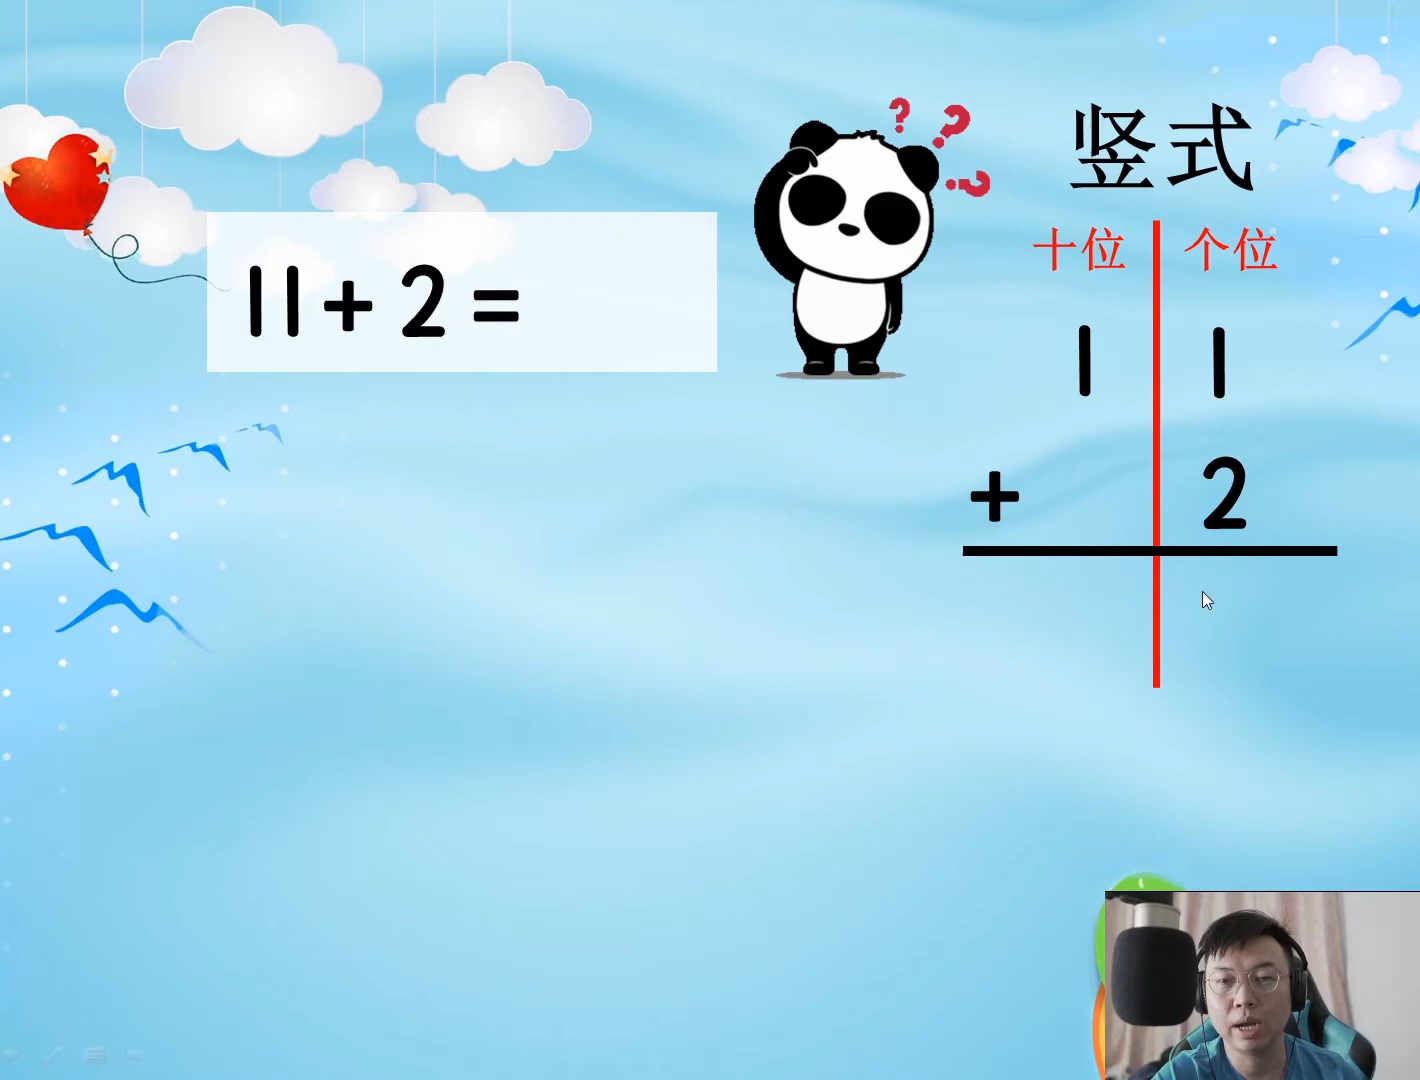 11+ 2 =
? ? ?
竖式
十位 个位
1 1
+ 2